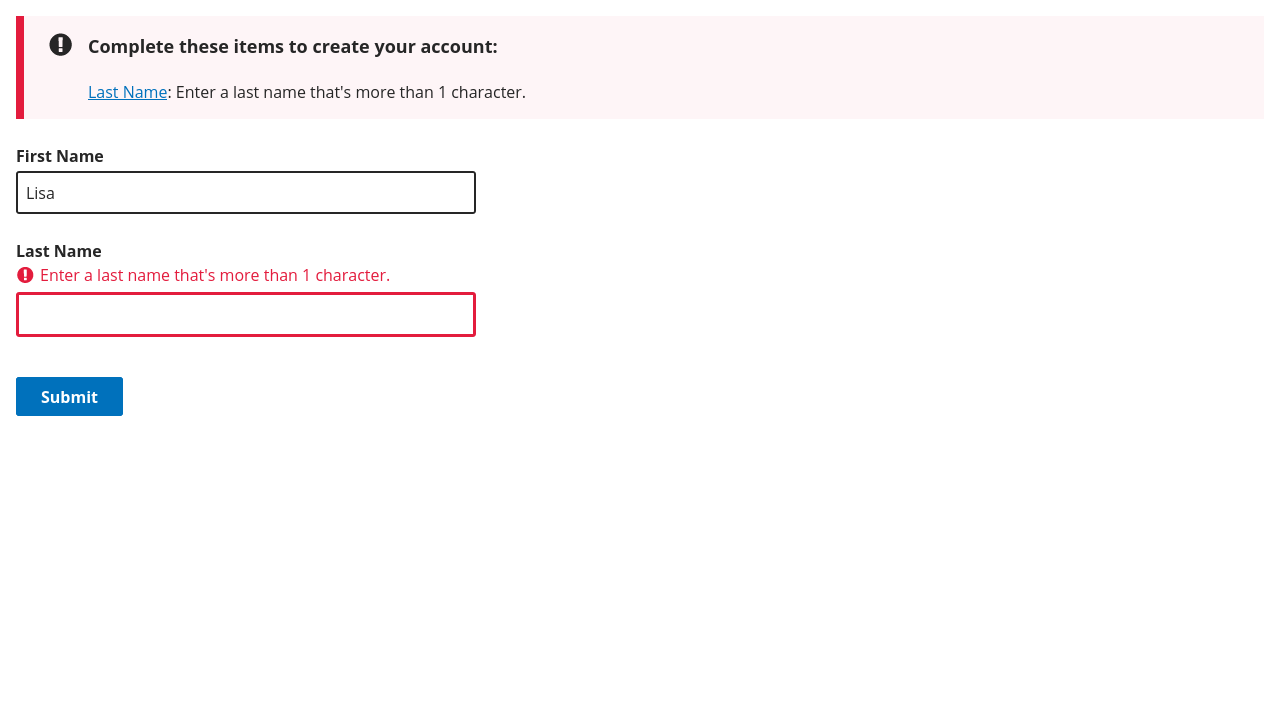 Complete these items to create your account:
Last Name: Enter a last name that's more than 1 character.
First Name
Lisa
Last Name
Enter a last name that's more than 1 character.
Submit